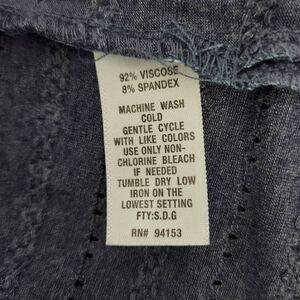 92% VISCOSE
8% SPANDEX
MACHINE WASH
COLD
GENTLE CYCLE
WITH LIKE COLORS
USE ONLY NON-
CHLORINE BLEACH
IF NEEDED
TUMBLE DRY LOW
IRON ON THE
LOWEST SETTING
FTY:S.D.G
RN# 94153